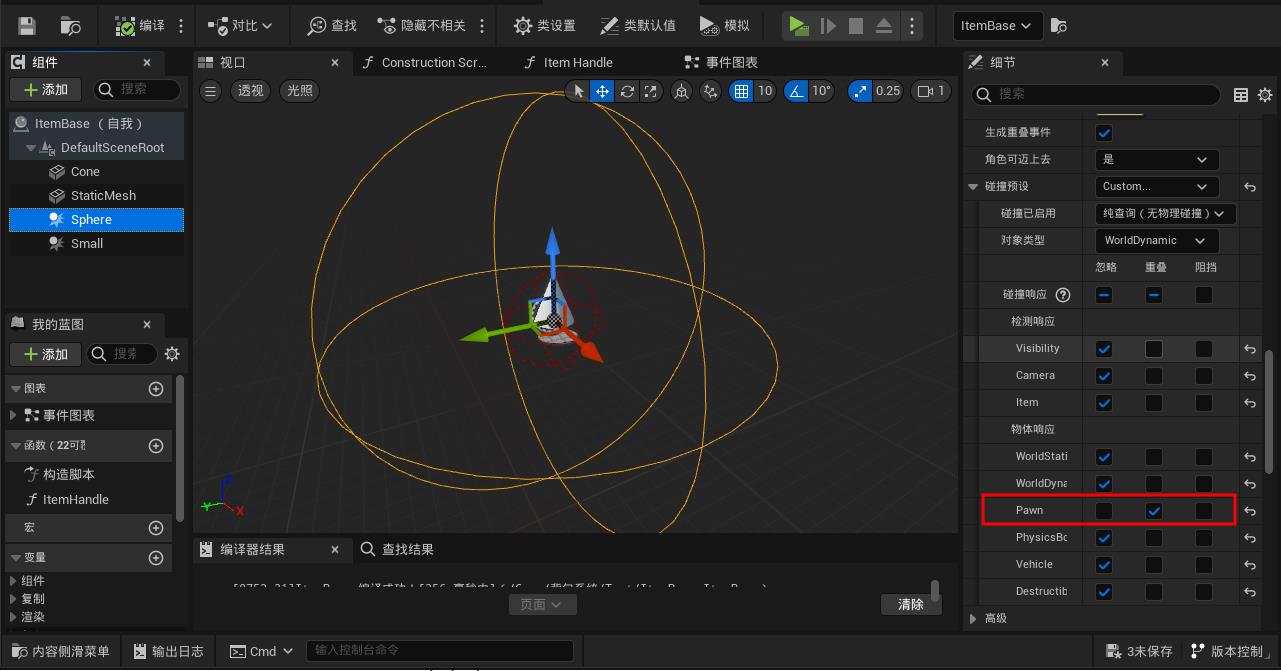 编译
对比
查找
隐藏不相关
类设置
类默认值
模拟
ItemBase
组件
添加
搜索
ItemBase （自我）
DefaultSceneRoot
Cone
StaticMesh
Sphere
Small
我的蓝图
添加
搜索
图表
事件图表
函数（22可
构造脚本
ItemHandle
宏
变量
组件
复制
渲染
视口
Construction Scr...
Item Handle
事件图表
透视
光照
10
10°
0.25
1
Z
Y
X
编译器结果
查找结果
页面
清除
细节
搜索
生成重叠事件
角色可迈上去
是
碰撞预设
Custom...
碰撞已启用
纯查询（无物理碰撞）
对象类型
WorldDynamic
忽略 重叠 阻挡
碰撞响应
检测响应
Visibility
Camera
Item
物体响应
WorldStati
WorldDyna
Pawn
PhysicsBo
Vehicle
Destructib
高级
内容侧滑菜单
输出日志
Cmd
输入控制台命令
3未保存
版本控制